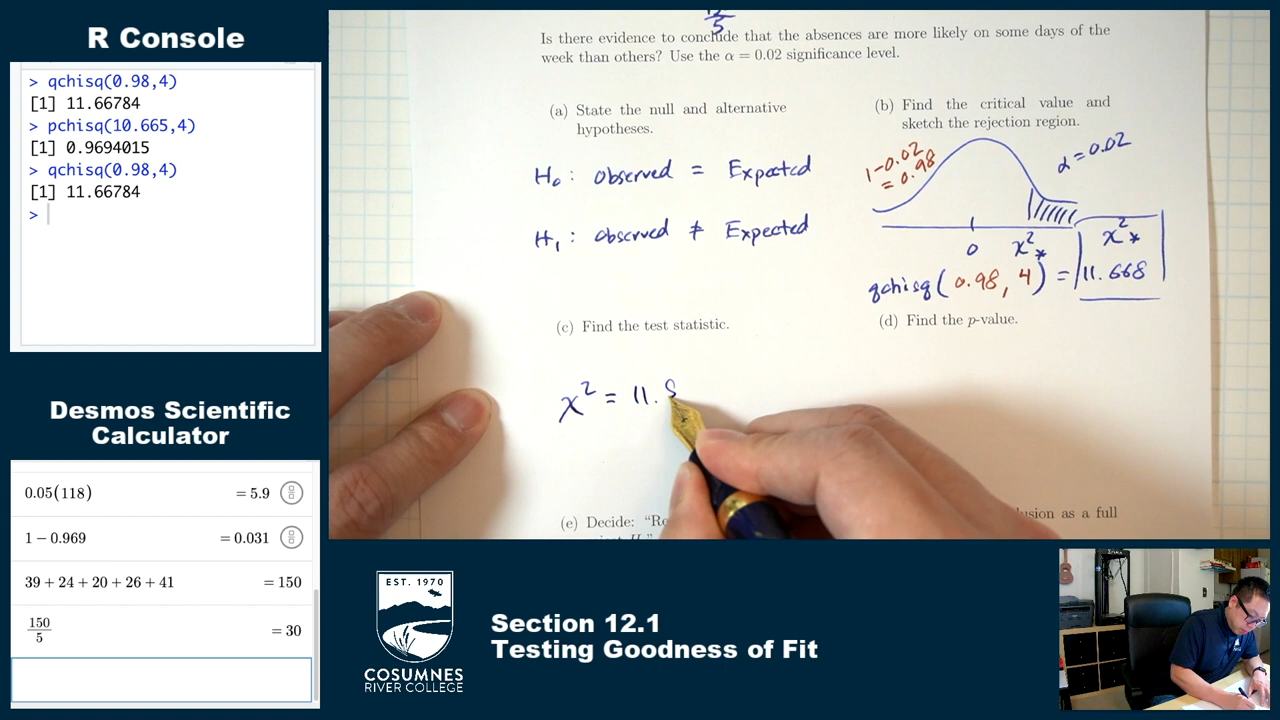 R Console
> qchisq(0.98,4)
[1] 11.66784
> pchisq(10.665,4)
[1] 0.9694015
> qchisq(0.98,4)
[1] 11.66784
>
Desmos Scientific
Calculator
0.05(118) = 5.9
1 − 0.969 = 0.031
39 + 24 + 20 + 26 + 41 = 150
150/5 = 30
5
Is there evidence to conclude that the absences are more likely on some days of the
week than others? Use the α = 0.02 significance level.
(a) State the null and alternative
hypotheses.
H₀ : observed = Expected
H₁ : observed ≠ Expected
(b) Find the critical value and
sketch the rejection region.
1-0.02
= 0.98
α = 0.02
0 χ²* χ²*
qchisq(0.98, 4) = 11.668
(c) Find the test statistic.
χ² = 11.
(d) Find the p-value.
(e) Decide: “Re
usion as a full
EST. 1970
COSUMNES
RIVER COLLEGE
Section 12.1
Testing Goodness of Fit